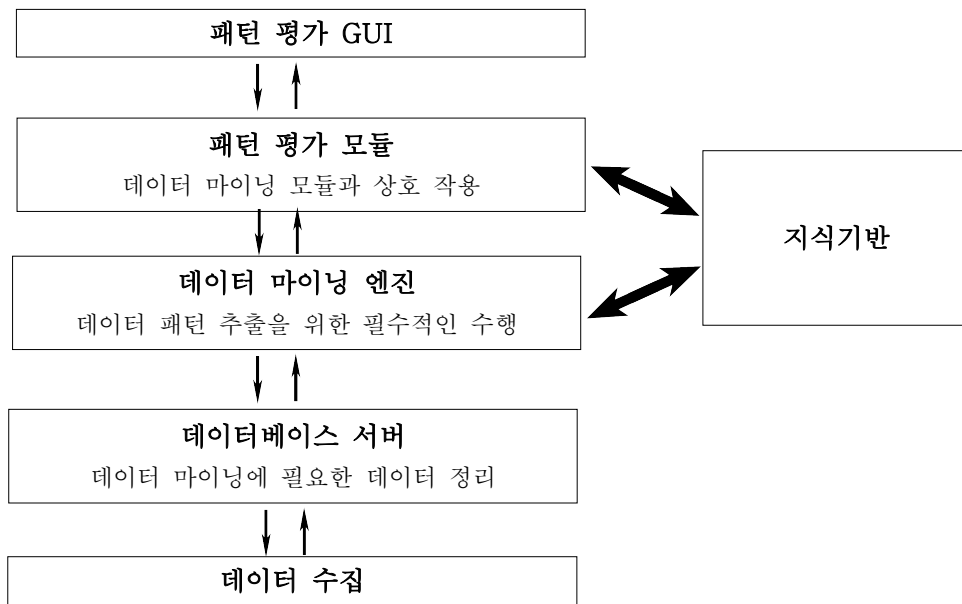 패턴 평가 GUI
패턴 평가 모듈
데이터 마이닝 모듈과 상호 작용
지식기반
데이터 마이닝 엔진
데이터 패턴 추출을 위한 필수적인 수행
데이터베이스 서버
데이터 마이닝에 필요한 데이터 정리
데이터 수집